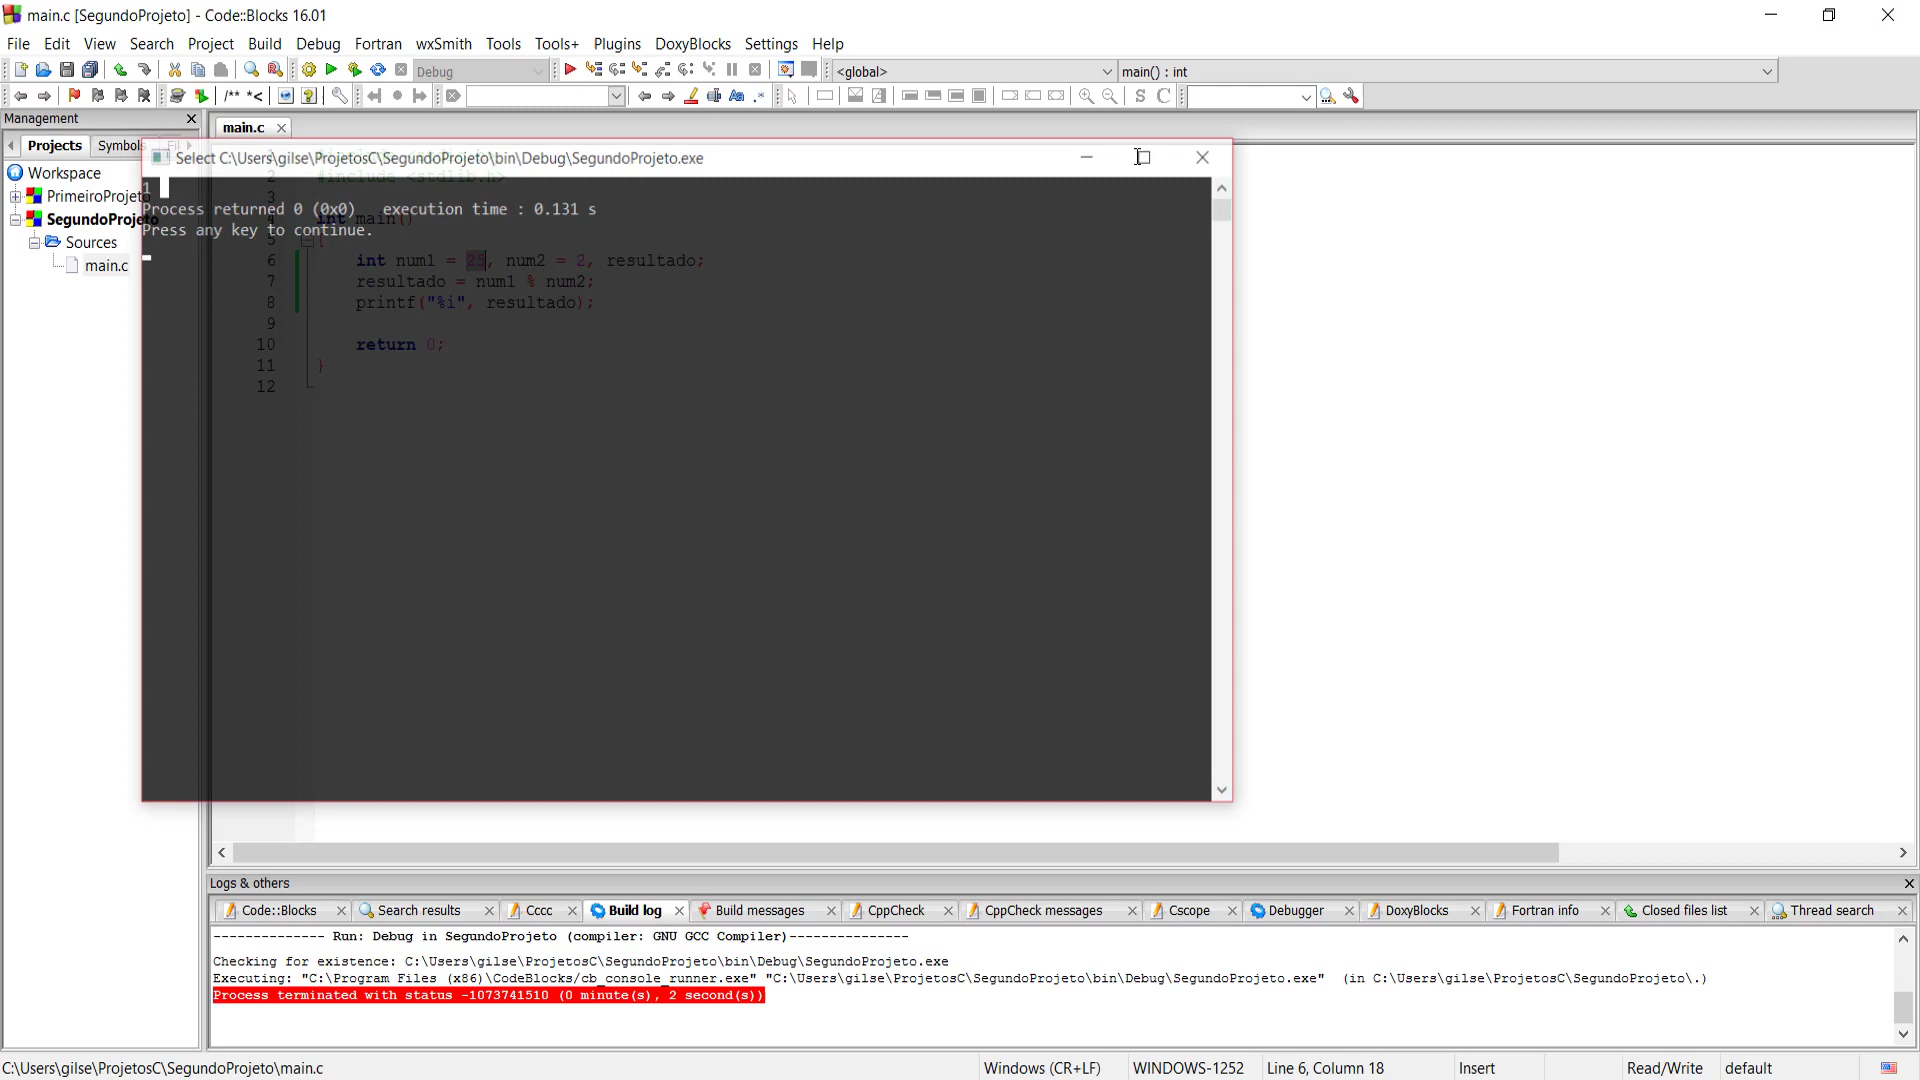 main.c [SegundoProjeto] - Code::Blocks 16.01
File Edit View Search Project Build Debug Fortran wxSmith Tools Tools+ Plugins DoxyBlocks Settings Help
Debug <global> main() : int
/** *< .* S C
Management
main.c
Projects Symbols
Select C:\Users\gilse\ProjetosC\SegundoProjeto\bin\Debug\SegundoProjeto.exe
Workspace
2 #include <stdlib.h>
1
PrimeiroProjeto
3
Process returned 0 (0x0) execution time : 0.131 s
SegundoProjeto
4 int main()
Press any key to continue.
5 {
Sources
main.c
6 int num1 = 25, num2 = 2, resultado;
7 resultado = num1 % num2;
8 printf("%i", resultado);
9
10 return 0;
11 }
12
Logs & others
Code::Blocks Search results Cccc Build log Build messages CppCheck CppCheck messages Cscope Debugger DoxyBlocks Fortran info Closed files list Thread search
-------------- Run: Debug in SegundoProjeto (compiler: GNU GCC Compiler)---------------
Checking for existence: C:\Users\gilse\ProjetosC\SegundoProjeto\bin\Debug\SegundoProjeto.exe
Executing: "C:\Program Files (x86)\CodeBlocks/cb_console_runner.exe" "C:\Users\gilse\ProjetosC\SegundoProjeto\bin\Debug\SegundoProjeto.exe" (in C:\Users\gilse\ProjetosC\SegundoProjeto\.)
Process terminated with status -1073741510 (0 minute(s), 2 second(s))
C:\Users\gilse\ProjetosC\SegundoProjeto\main.c Windows (CR+LF) WINDOWS-1252 Line 6, Column 18 Insert Read/Write default